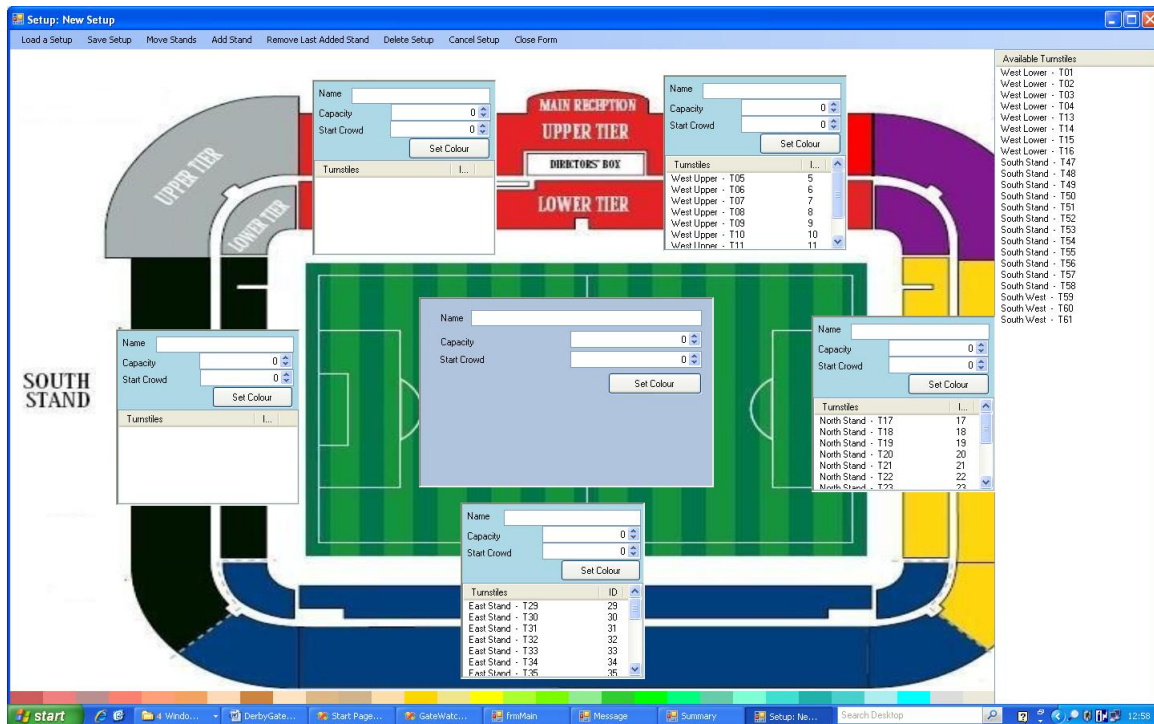 Setup: New Setup
Load a Setup Save Setup Move Stands Add Stand Remove Last Added Stand Delete Setup Cancel Setup Close Form
Name
Capacity 0
Start Crowd 0
Set Colour
Turnstiles I...
MAIN RECEPTION
UPPER TIER
DIRECTORS' BOX
LOWER TIER
Name
Capacity 0
Start Crowd 0
Set Colour
Turnstiles I...
West Upper - T05 5
West Upper - T06 6
West Upper - T07 7
West Upper - T08 8
West Upper - T09 9
West Upper - T10 10
West Upper - T11 11
Available Turnstiles
West Lower - T01
West Lower - T02
West Lower - T03
West Lower - T04
West Lower - T13
West Lower - T14
West Lower - T15
West Lower - T16
South Stand - T47
South Stand - T48
South Stand - T49
South Stand - T50
South Stand - T51
South Stand - T52
South Stand - T53
South Stand - T54
South Stand - T55
South Stand - T56
South Stand - T57
South Stand - T58
South West - T59
South West - T60
South West - T61
UPPER TIER
LOWER TIER
SOUTH
STAND
Name
Capacity 0
Start Crowd 0
Set Colour
Turnstiles I...
Name
Capacity 0
Start Crowd 0
Set Colour
Name
Capacity 0
Start Crowd 0
Set Colour
Turnstiles I...
North Stand - T17 17
North Stand - T18 18
North Stand - T19 19
North Stand - T20 20
North Stand - T21 21
North Stand - T22 22
North Stand - T23 23
Name
Capacity 0
Start Crowd 0
Set Colour
Turnstiles ID
East Stand - T29 29
East Stand - T30 30
East Stand - T31 31
East Stand - T32 32
East Stand - T33 33
East Stand - T34 34
East Stand - T35 35
start 4 Windo... DerbyGate... Start Page... GateWatc... frmMain Message Summary Setup: Ne... Search Desktop 12:58